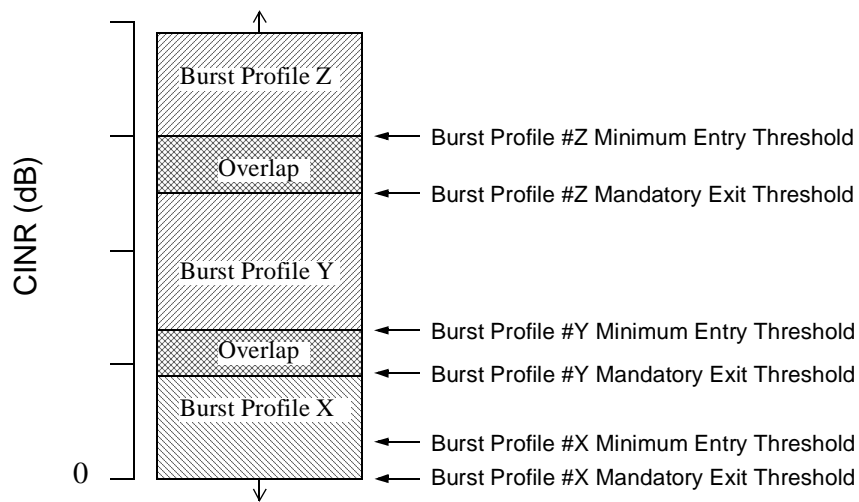 Burst Profile Z
Burst Profile #Z Minimum Entry Threshold
Overlap
Burst Profile #Z Mandatory Exit Threshold
CINR (dB)
Burst Profile Y
Burst Profile #Y Minimum Entry Threshold
Overlap
Burst Profile #Y Mandatory Exit Threshold
Burst Profile X
Burst Profile #X Minimum Entry Threshold
0
Burst Profile #X Mandatory Exit Threshold